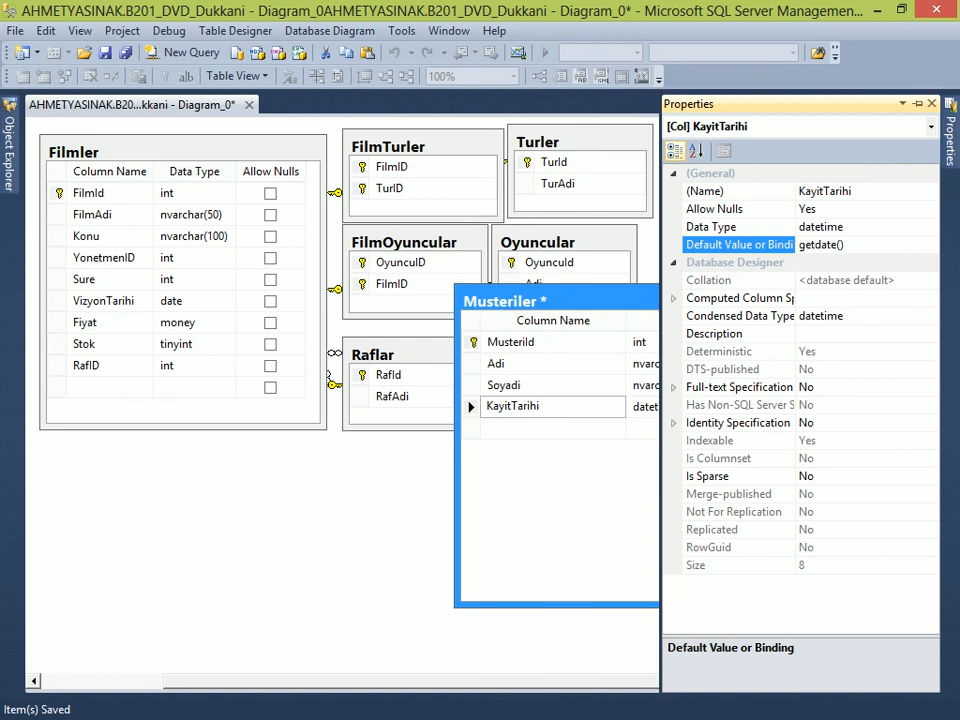 AHMETYASINAK.B201_DVD_Dukkani - Diagram_0AHMETYASINAK.B201_DVD_Dukkani - Diagram_0* - Microsoft SQL Server Managemen...
File Edit View Project Debug Table Designer Database Diagram Tools Window Help
New Query
Table View 100%
AHMETYASINAK.B20...kkani - Diagram_0*
Object Explorer
Filmler
Column Name Data Type Allow Nulls
FilmId int
FilmAdi nvarchar(50)
Konu nvarchar(100)
YonetmenID int
Sure int
VizyonTarihi date
Fiyat money
Stok tinyint
RafID int
FilmTurler
FilmID
TurID
Turler
TurId
TurAdi
FilmOyuncular
OyuncuID
FilmID
Oyuncular
OyuncuId
Raflar
RafId
RafAdi
Musteriler *
Column Name
MusteriId int
Adi nvarc
Soyadi nvarc
KayitTarihi datet
Properties
[Col] KayitTarihi
(General)
(Name) KayitTarihi
Allow Nulls Yes
Data Type datetime
Default Value or Bindi getdate()
Database Designer
Collation <database default>
Computed Column Sp
Condensed Data Type datetime
Description
Deterministic Yes
DTS-published No
Full-text Specification No
Has Non-SQL Server S No
Identity Specification No
Indexable Yes
Is Columnset No
Is Sparse No
Merge-published No
Not For Replication No
Replicated No
RowGuid No
Size 8
Default Value or Binding
Properties
Item(s) Saved